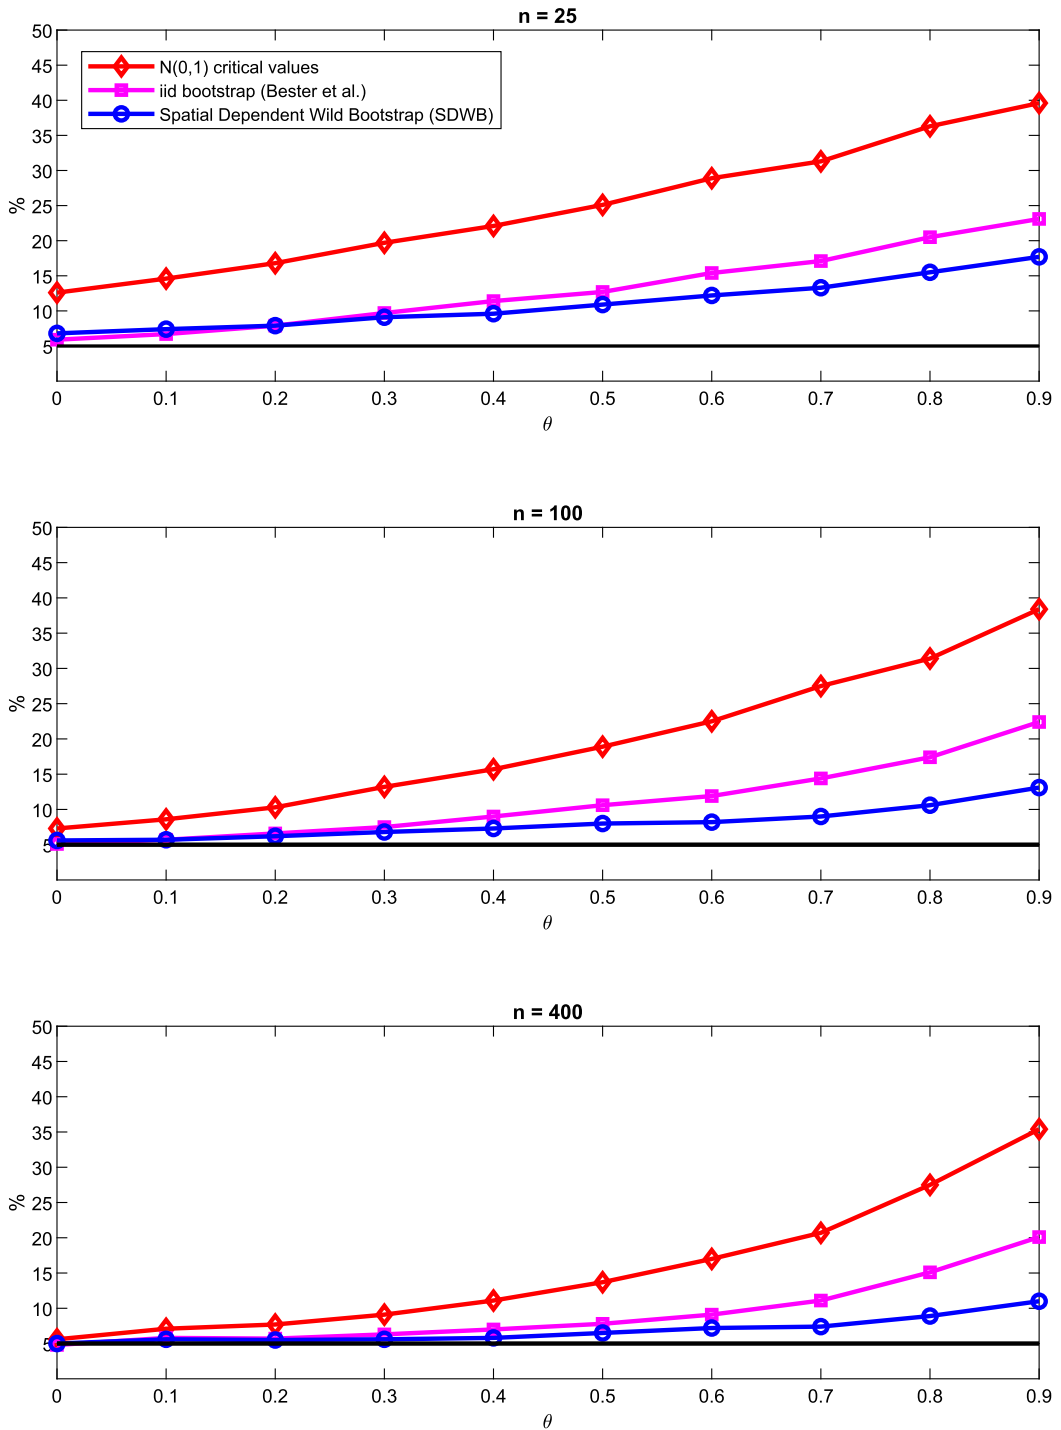 n = 25
50
45
40
35
30
25
20
15
10
5
%
N(0,1) critical values
iid bootstrap (Bester et al.)
Spatial Dependent Wild Bootstrap (SDWB)
0 0.1 0.2 0.3 0.4 0.5 0.6 0.7 0.8 0.9
θ
n = 100
50
45
40
35
30
25
20
15
10
5
%
0 0.1 0.2 0.3 0.4 0.5 0.6 0.7 0.8 0.9
θ
n = 400
50
45
40
35
30
25
20
15
10
5
%
0 0.1 0.2 0.3 0.4 0.5 0.6 0.7 0.8 0.9
θ